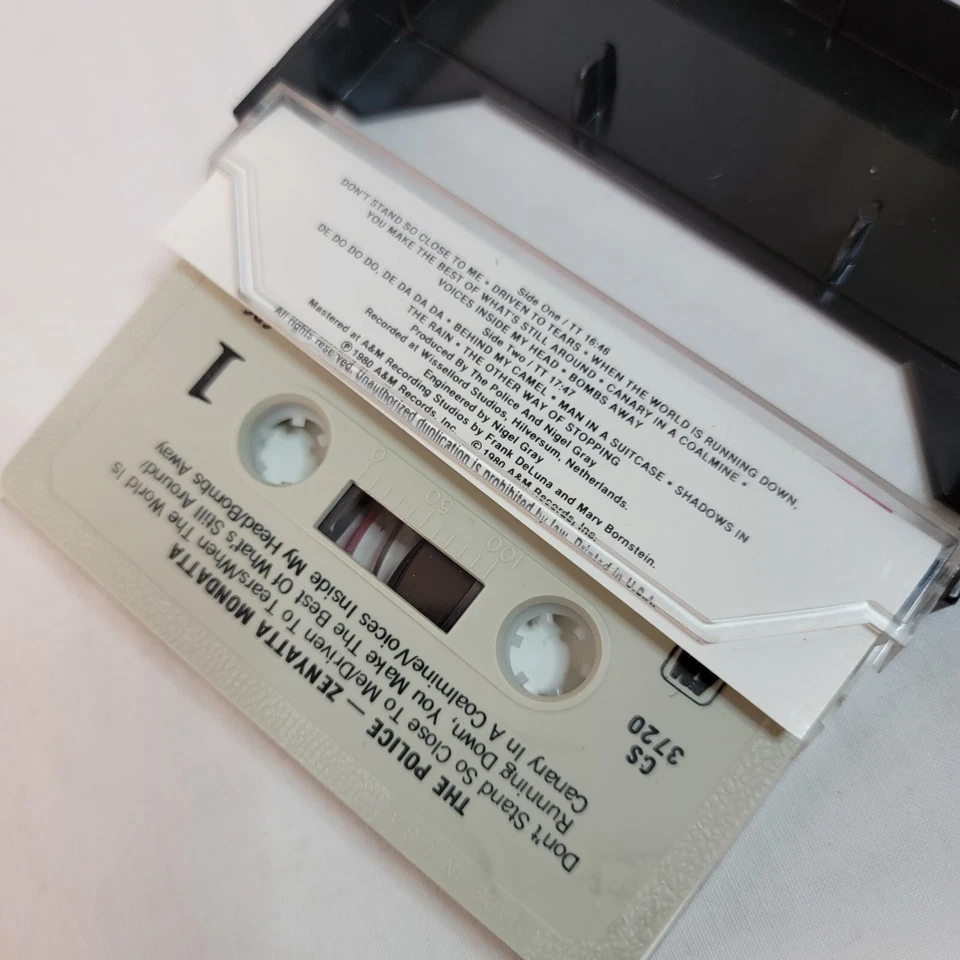 Side One / TT 16:46
DON'T STAND SO CLOSE TO ME • DRIVEN TO TEARS • WHEN THE WORLD IS RUNNING DOWN,
YOU MAKE THE BEST OF WHAT'S STILL AROUND • CANARY IN A COALMINE •
VOICES INSIDE MY HEAD • BOMBS AWAY
Side Two / TT 17:47
DE DO DO DO, DE DA DA DA • BEHIND MY CAMEL • MAN IN A SUITCASE • SHADOWS IN
THE RAIN • THE OTHER WAY OF STOPPING
Produced By The Police And Nigel Gray
Recorded at Wisselord Studios, Hilversum, Netherlands.
Engineered by Nigel Gray
Mastered at A&M Recording Studios by Frank DeLuna and Marv Bornstein.
℗ 1980 A&M Records, Inc. © 1980 A&M Records, Inc.
All rights reserved. Unauthorized duplication is prohibited by law. Printed in U.S.A.
1
0 50 100
CS
3720
THE POLICE — ZENYATTA MONDATTA
Don't Stand So Close To Me/Driven To Tears/When The World Is
Running Down, You Make The Best Of What's Still Around/
Canary In A Coalmine/Voices Inside My Head/Bombs Away